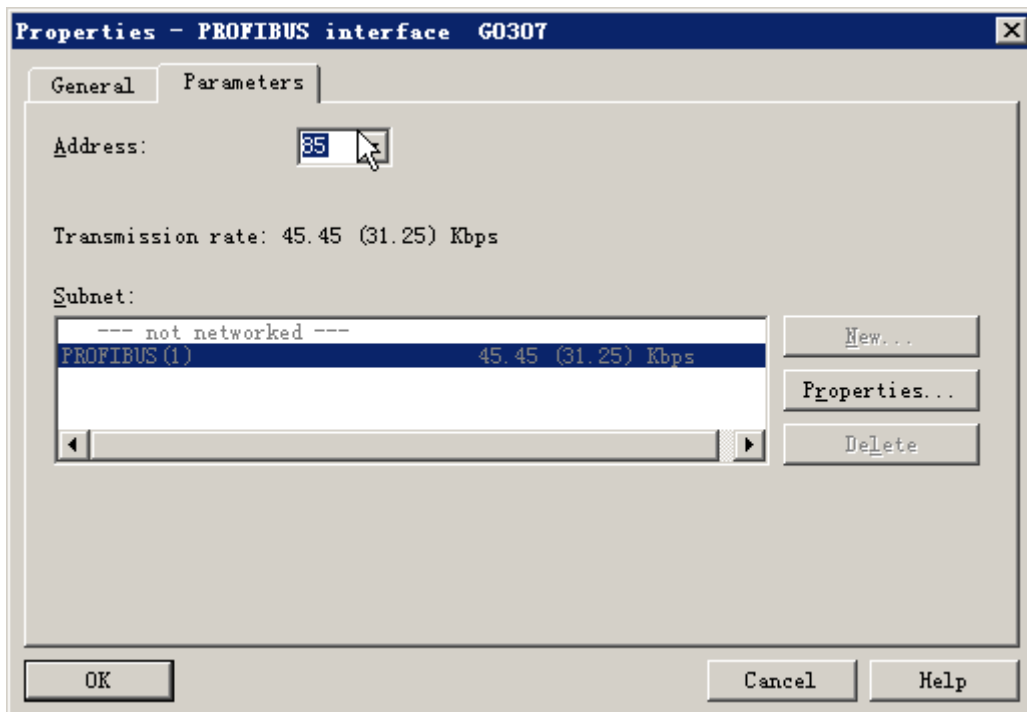 Properties - PROFIBUS interface  GO307
General
Parameters
Address:
85
Transmission rate: 45.45 (31.25) Kbps
Subnet:
--- not networked ---
PROFIBUS(1) 45.45 (31.25) Kbps
New...
Properties...
Delete
OK
Cancel
Help